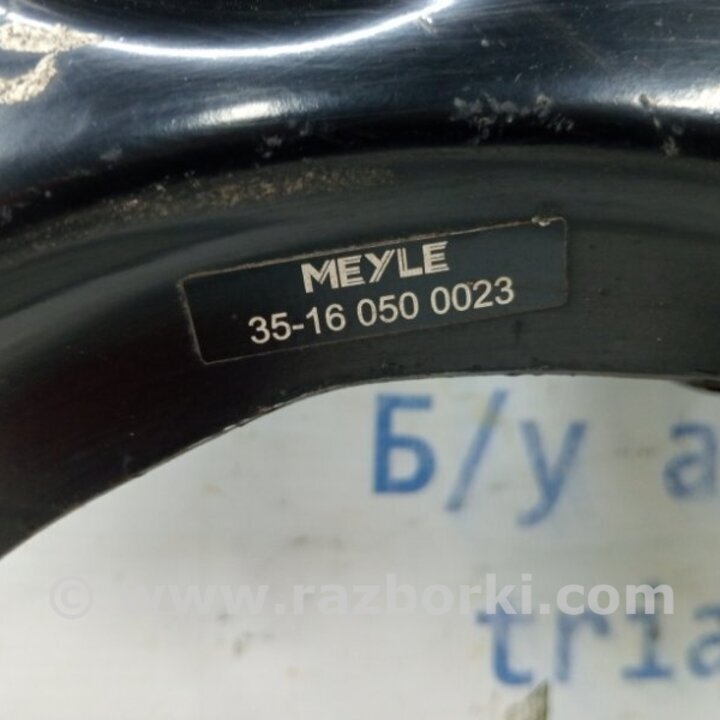 MEYLE
35-16 050 0023
Б/у а
© www.razborki.com
tria